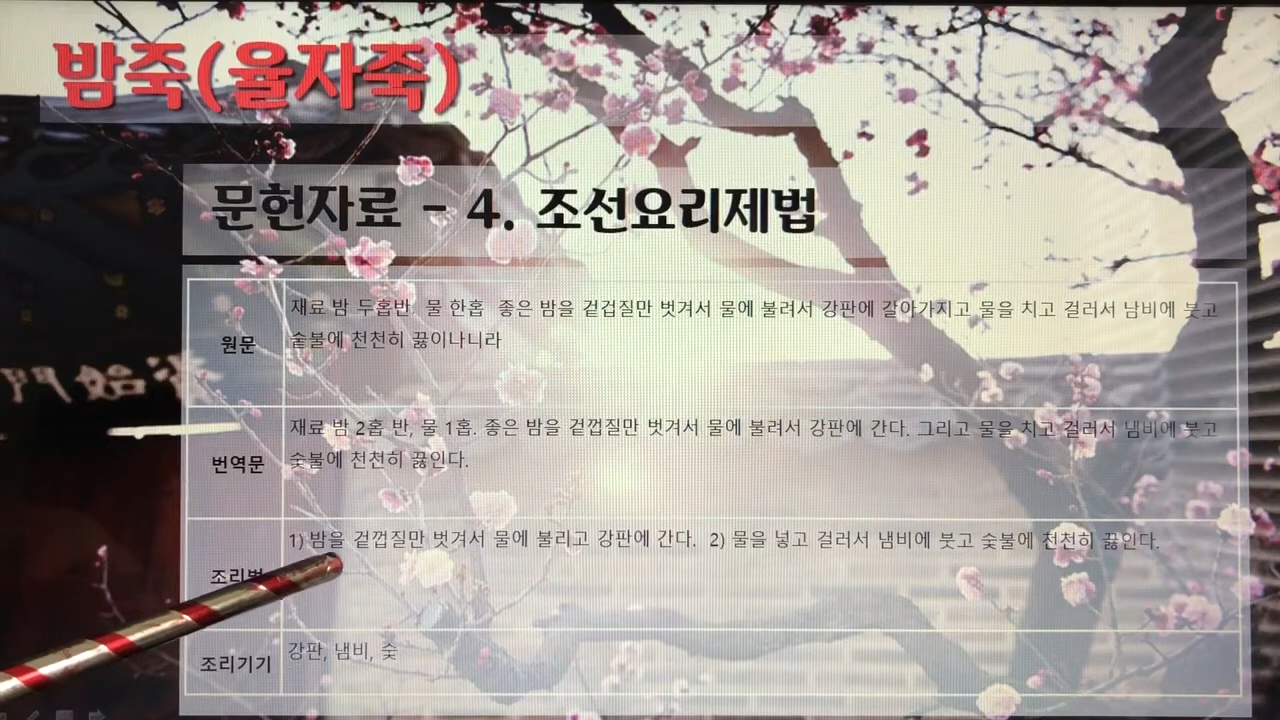 밤죽(율자죽)
문헌자료 - 4. 조선요리제법
원문
재료 밤 두홉반, 물 한홉 좋은 밤을 겉겁질만 벗겨서 물에 불려서 강판에 갈아가지고 물을 치고 걸러서 남비에 붓고
숱불에 천천히 끓이나니라
번역문
재료 밤 2홉 반, 물 1홉. 좋은 밤을 겉껍질만 벗겨서 물에 불려서 강판에 간다. 그리고 물을 치고 걸러서 냄비에 붓고
숯불에 천천히 끓인다.
조리법
1) 밤을 겉껍질만 벗겨서 물에 불리고 강판에 간다. 2) 물을 넣고 걸러서 냄비에 붓고 숯불에 천천히 끓인다.
조리기기
강판, 냄비, 숯